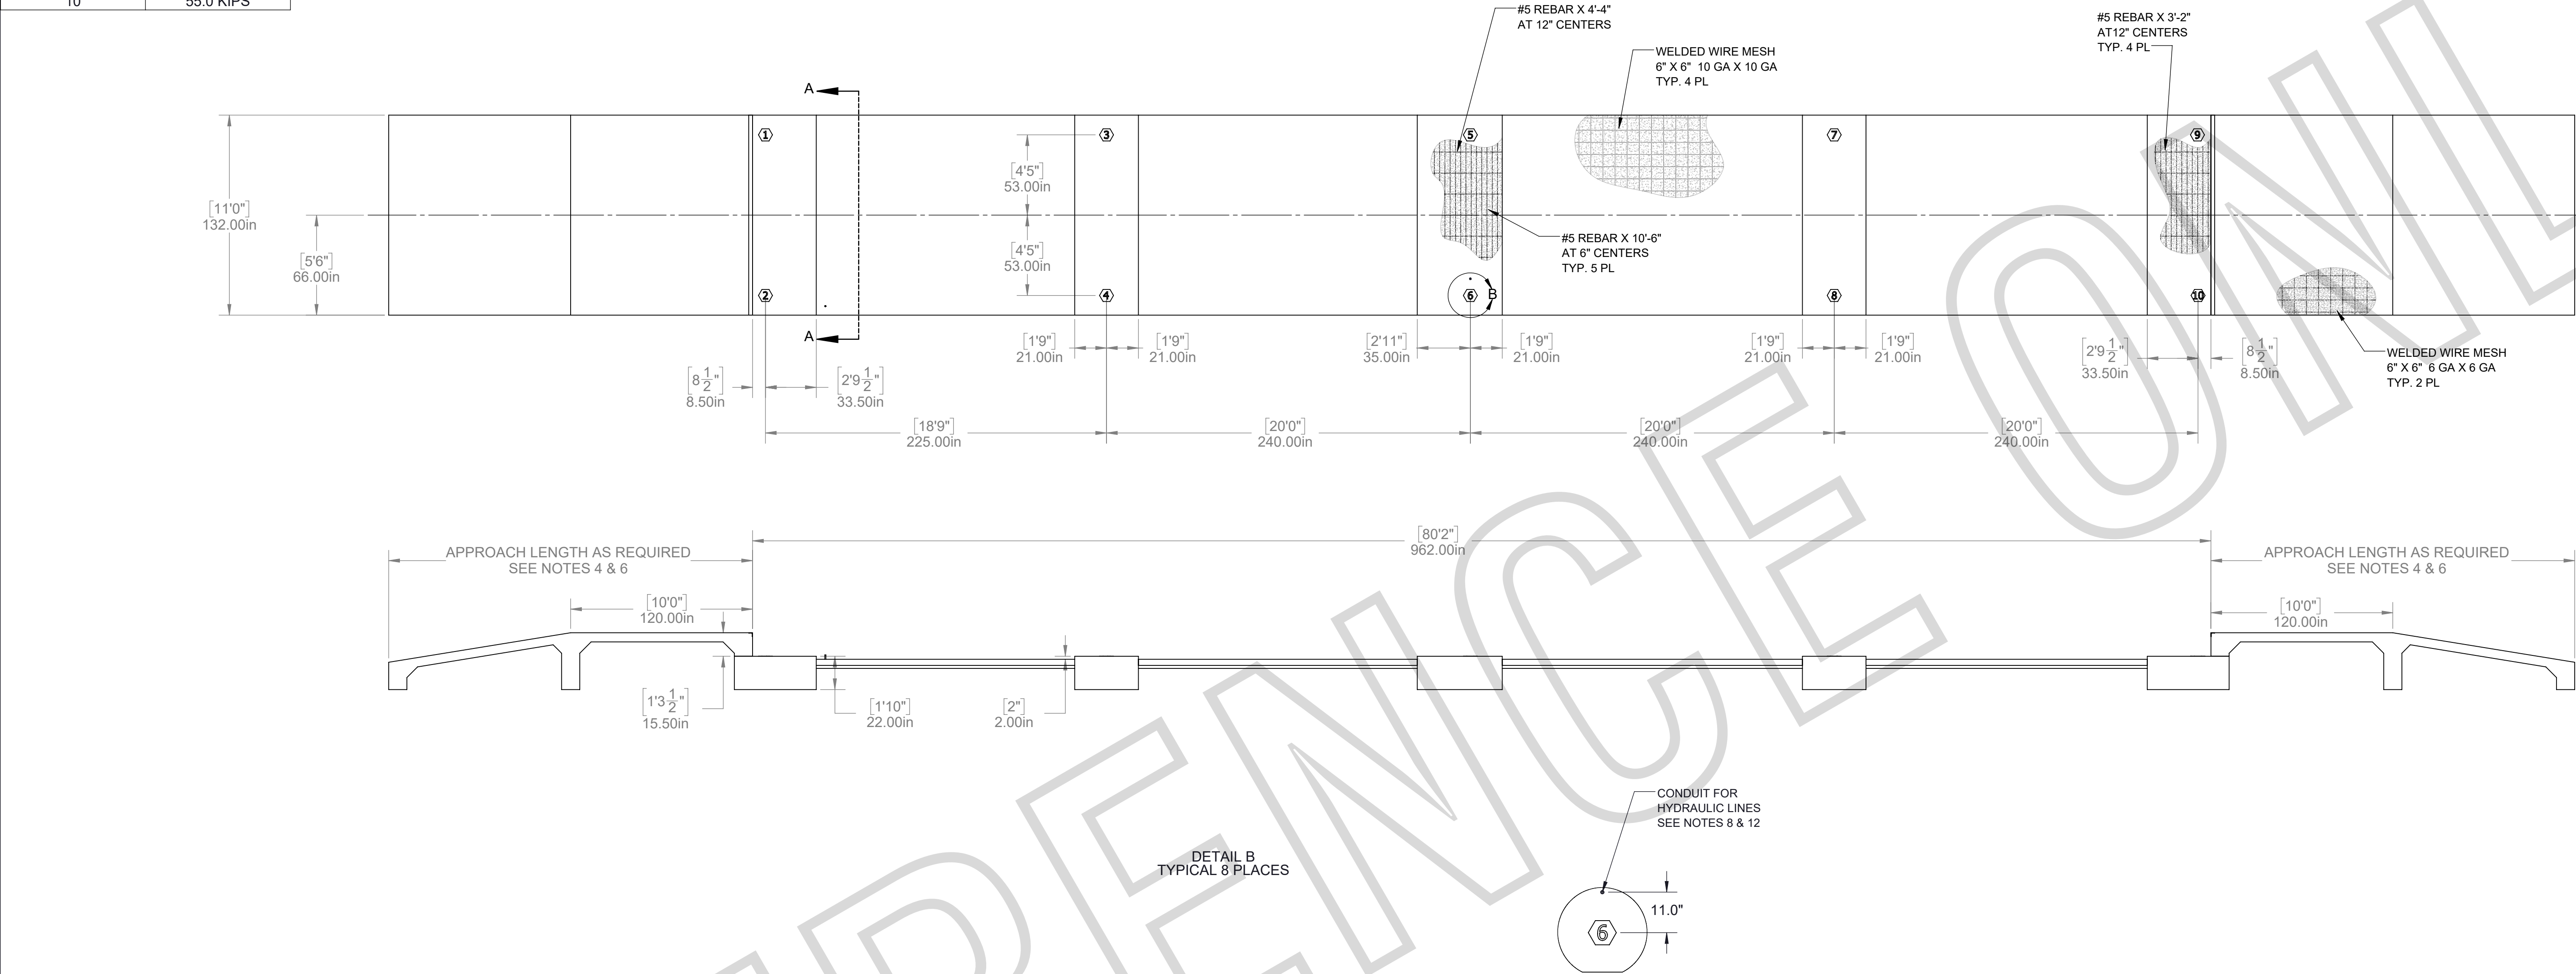 10 55.0 KIPS
#5 REBAR X 4'-4"
AT 12" CENTERS
WELDED WIRE MESH
6" X 6" 10 GA X 10 GA
TYP. 4 PL
#5 REBAR X 3'-2"
AT12" CENTERS
TYP. 4 PL
A
1
3
5
7
9
[4'5"]
53.00in
[11'0"]
132.00in
[5'6"]
66.00in
[4'5"]
53.00in
#5 REBAR X 10'-6"
AT 6" CENTERS
TYP. 5 PL
2
4
6
B
8
10
A
[1'9"]
21.00in
[1'9"]
21.00in
[2'11"]
35.00in
[1'9"]
21.00in
[1'9"]
21.00in
[1'9"]
21.00in
[2'9 1/2"]
33.50in
[8 1/2"]
8.50in
WELDED WIRE MESH
6" X 6" 6 GA X 6 GA
TYP. 2 PL
[8 1/2"]
8.50in
[2'9 1/2"]
33.50in
[18'9"]
225.00in
[20'0"]
240.00in
[20'0"]
240.00in
[20'0"]
240.00in
APPROACH LENGTH AS REQUIRED
SEE NOTES 4 & 6
[80'2"]
962.00in
APPROACH LENGTH AS REQUIRED
SEE NOTES 4 & 6
[10'0"]
120.00in
[10'0"]
120.00in
[1'3 1/2"]
15.50in
[1'10"]
22.00in
[2"]
2.00in
CONDUIT FOR
HYDRAULIC LINES
SEE NOTES 8 & 12
DETAIL B
TYPICAL 8 PLACES
11.0"
6